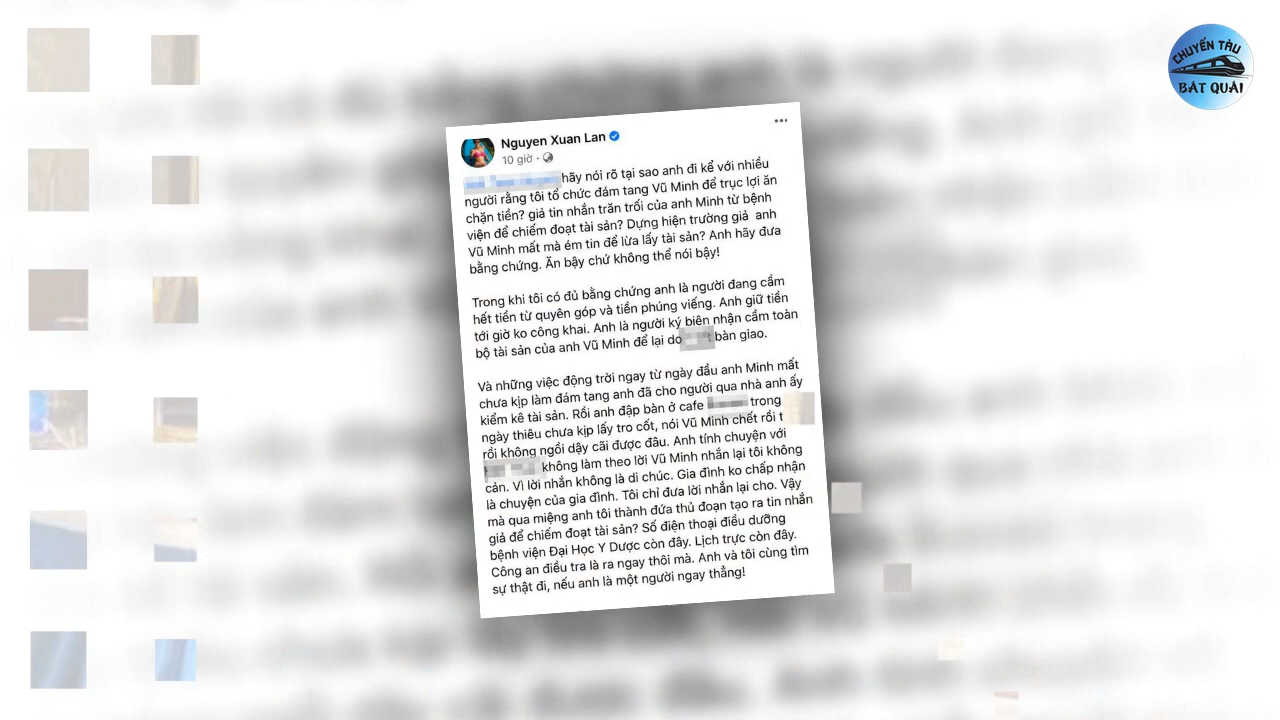 CHUYẾN TÀU
BÁT QUÁI
Nguyen Xuan Lan
10 giờ ·
hãy nói rõ tại sao anh đi kể với nhiều
người rằng tôi tổ chức đám tang Vũ Minh để trục lợi ăn
chặn tiền? giả tin nhắn trăn trối của anh Minh từ bệnh
viện để chiếm đoạt tài sản? Dựng hiện trường giả anh
Vũ Minh mất mà ém tin để lừa lấy tài sản? Anh hãy đưa
bằng chứng. Ăn bậy chứ không thể nói bậy!
Trong khi tôi có đủ bằng chứng anh là người đang cầm
hết tiền từ quyên góp và tiền phúng viếng. Anh giữ tiền
tới giờ ko công khai. Anh là người ký biên nhận cầm toàn
bộ tài sản của anh Vũ Minh để lại do bàn giao.
Và những việc động trời ngay từ ngày đầu anh Minh mất
chưa kịp làm đám tang anh đã cho người qua nhà anh ấy
kiểm kê tài sản. Rồi anh đập bàn ở cafe trong
ngày thiêu chưa kịp lấy tro cốt, nói Vũ Minh chết rồi t
rồi không ngồi dậy cãi được đâu. Anh tính chuyện với
không làm theo lời Vũ Minh nhắn lại tôi không
cản. Vì lời nhắn không là di chúc. Gia đình ko chấp nhận
là chuyện của gia đình. Tôi chỉ đưa lời nhắn lại cho. Vậy
mà qua miệng anh tôi thành đứa thủ đoạn tạo ra tin nhắn
giả để chiếm đoạt tài sản? Số điện thoại điều dưỡng
bệnh viện Đại Học Y Dược còn đây. Lịch trực còn đây.
Công an điều tra là ra ngay thôi mà. Anh và tôi cùng tìm
sự thật đi, nếu anh là một người ngay thẳng!